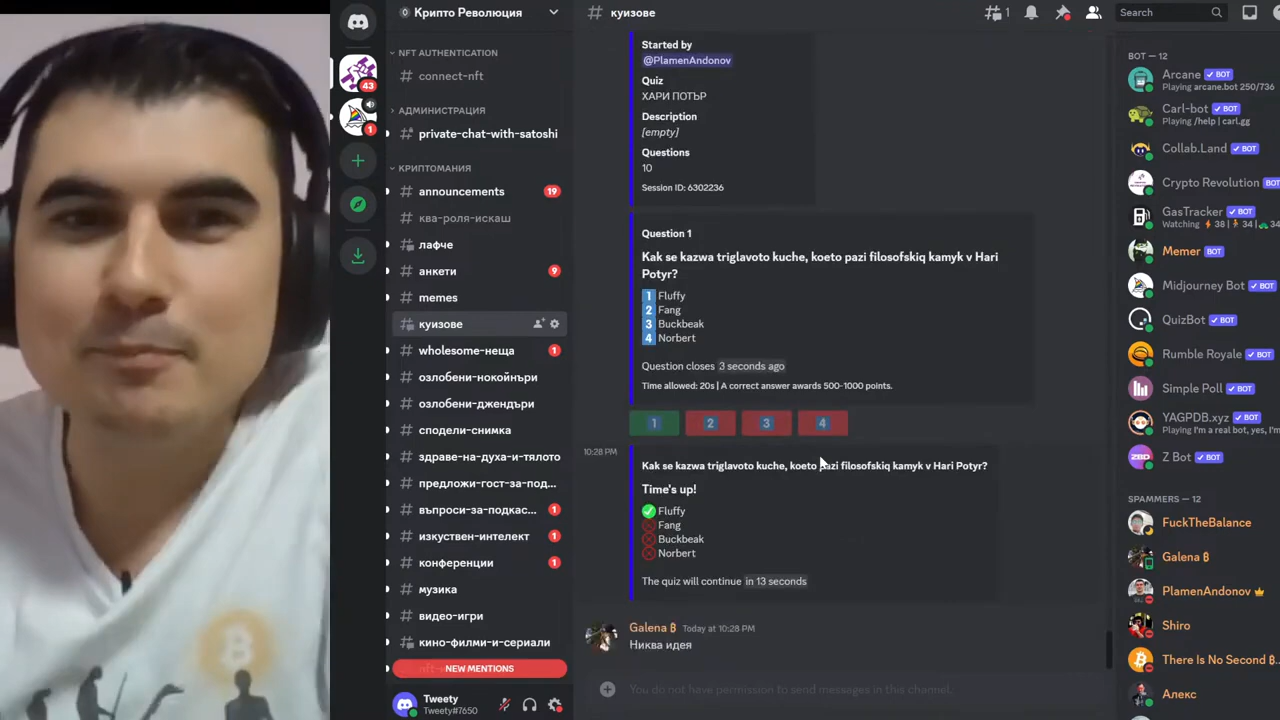 Крипто Революция
NFT AUTHENTICATION
connect-nft
АДМИНИСТРАЦИЯ
private-chat-with-satoshi
КРИПТОМАНИЯ
announcements
19
ква-роля-искаш
лафче
анкети
9
memes
куизове
wholesome-неща
1
озлобени-нокойнъри
озлобени-джендъри
сподели-снимка
здраве-на-духа-и-тялото
предложи-гост-за-под...
въпроси-за-подкас...
1
изкуствен-интелект
1
конференции
1
музика
видео-игри
кино-филми-и-сериали
NEW MENTIONS
Tweety
Tweety#7650
43
1
куизове
1
Search
Started by
@PlamenAndonov
Quiz
ХАРИ ПОТЪР
Description
[empty]
Questions
10
Session ID: 6302236
Question 1
Kak se kazwa triglavoto kuche, koeto pazi filosofskiq kamyk v Hari
Potyr?
1 Fluffy
2 Fang
3 Buckbeak
4 Norbert
Question closes 3 seconds ago
Time allowed: 20s | A correct answer awards 500-1000 points.
1 2 3 4
10:28 PM
Kak se kazwa triglavoto kuche, koeto pazi filosofskiq kamyk v Hari Potyr?
Time's up!
Fluffy
Fang
Buckbeak
Norbert
The quiz will continue in 13 seconds
Galena ₿ Today at 10:28 PM
Никва идея
You do not have permission to send messages in this channel.
BOT — 12
Arcane BOT
Playing arcane.bot 250/736
Carl-bot BOT
Playing /help | carl.gg
Collab.Land BOT
Crypto Revolution BOT
GasTracker BOT
Watching 38 | 34 |
Memer BOT
Midjourney Bot BOT
QuizBot BOT
Rumble Royale BOT
Simple Poll BOT
YAGPDB.xyz BOT
Playing I'm a real bot, yes, I'm
Z Bot BOT
SPAMMERS — 12
FuckTheBalance
Galena ₿
PlamenAndonov
Shiro
There Is No Second ₿...
Алекс